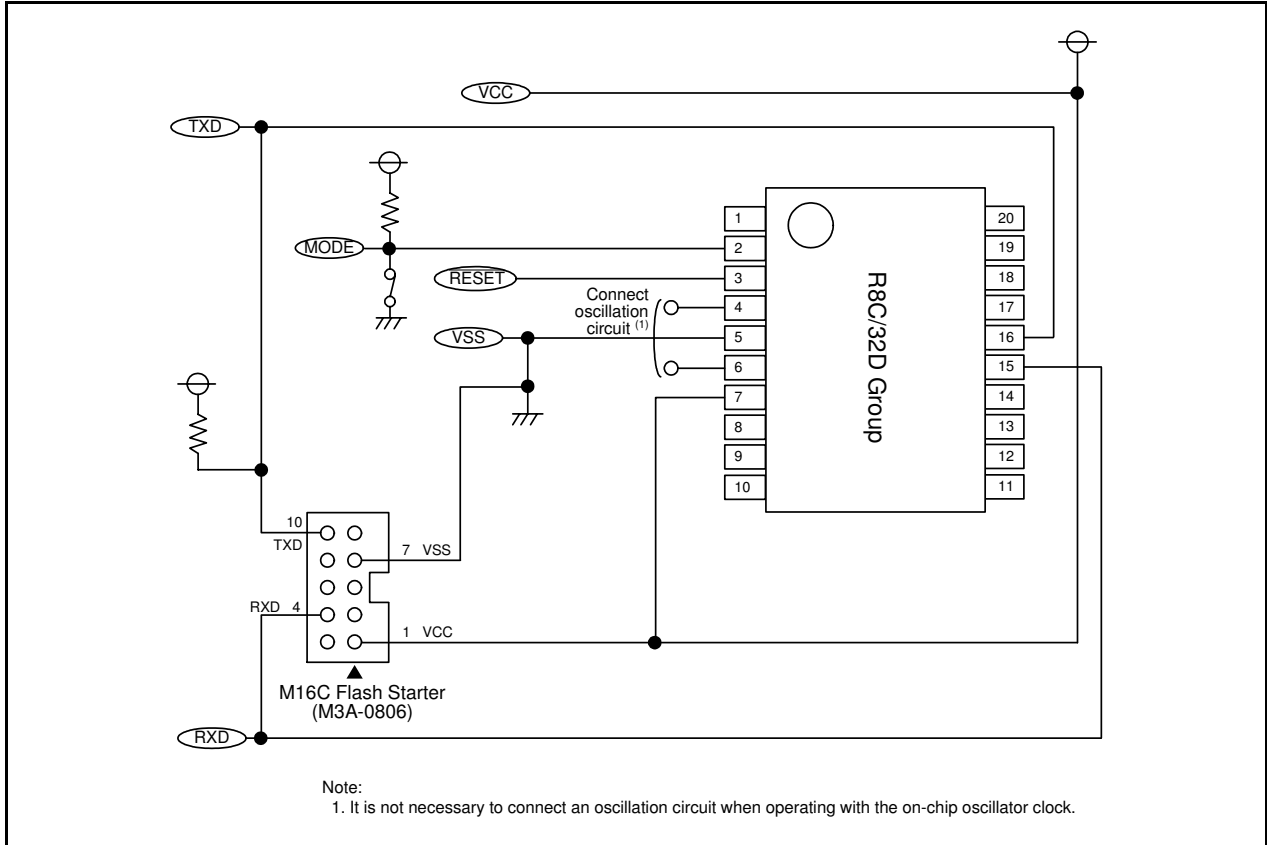 VCC
TXD
MODE
RESET
Connect
oscillation
circuit (1)
VSS
1
2
3
4
5
6
7
8
9
10
R8C/32D Group
20
19
18
17
16
15
14
13
12
11
10
TXD
7 VSS
RXD 4
1 VCC
M16C Flash Starter
(M3A-0806)
RXD
Note:
1. It is not necessary to connect an oscillation circuit when operating with the on-chip oscillator clock.